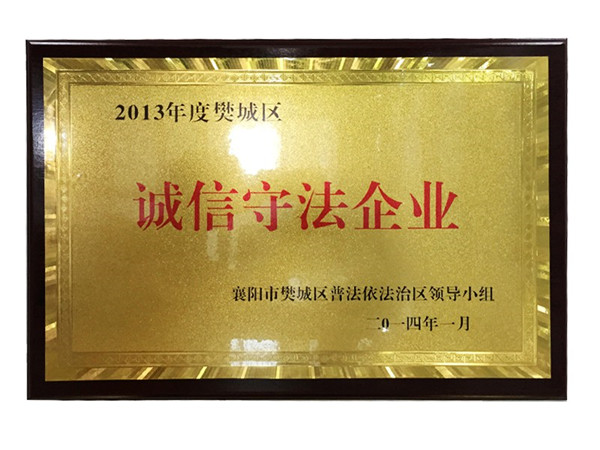 2013年度樊城区
诚信守法企业
襄阳市樊城区普法依法治区领导小组
二0一四年一月